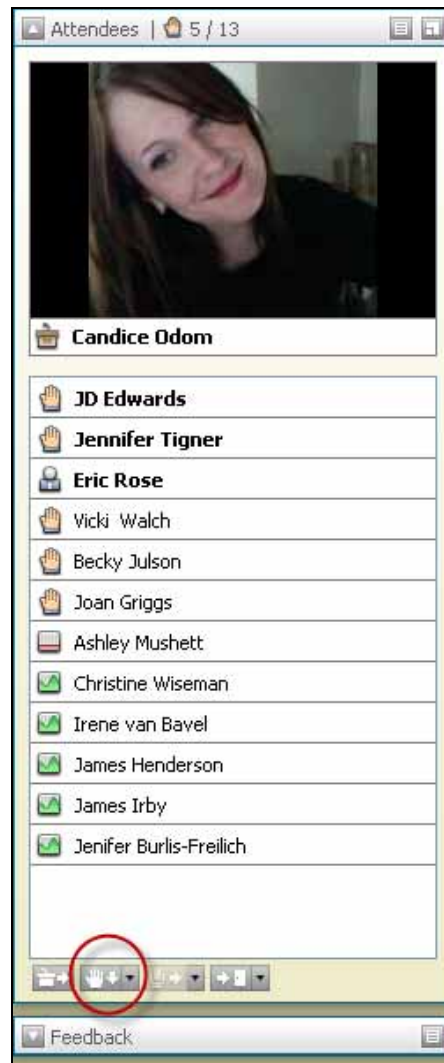 Attendees | 5 / 13
Candice Odom
JD Edwards
Jennifer Tigner
Eric Rose
Vicki Walch
Becky Julson
Joan Griggs
Ashley Mushett
Christine Wiseman
Irene van Bavel
James Henderson
James Irby
Jenifer Burlis-Freilich
Feedback